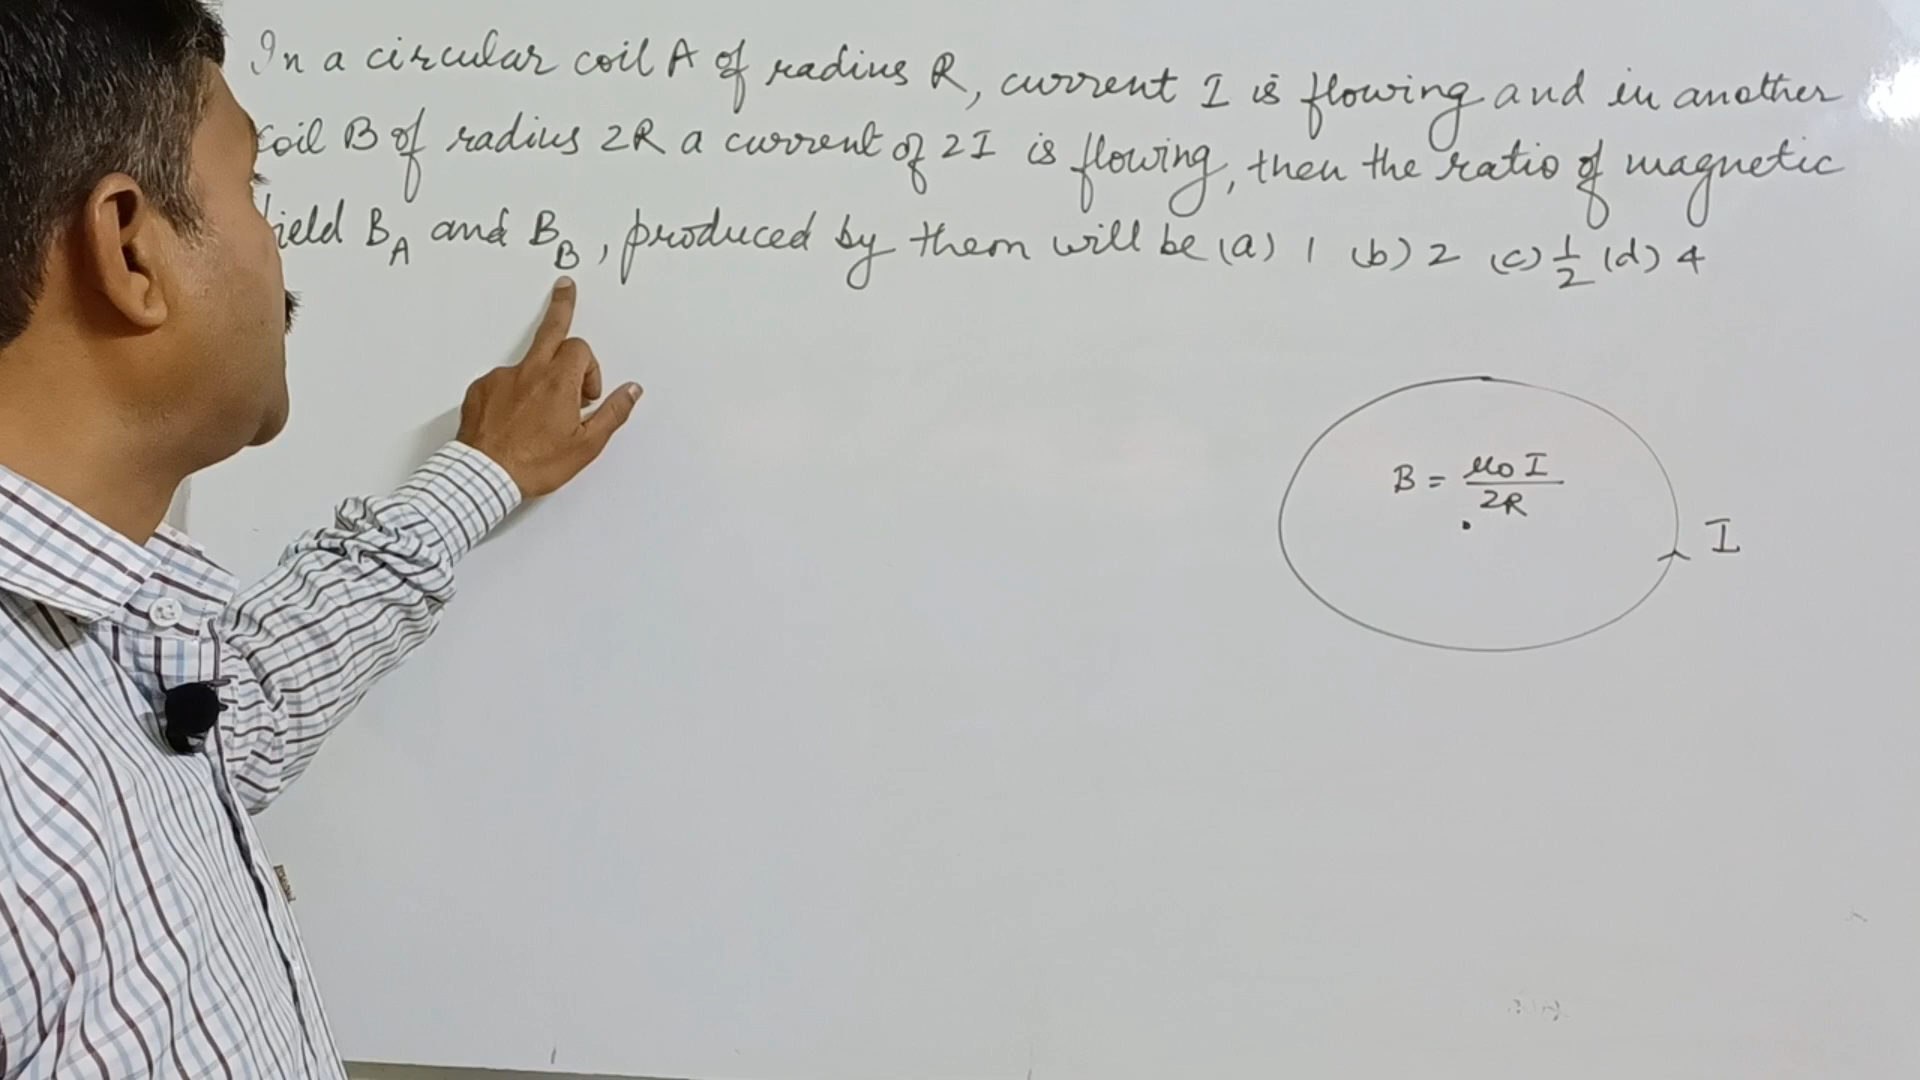 In a circular coil A of radius R, current I is flowing and in another
coil B of radius 2R a current of 2I is flowing, then the ratio of magnetic
field B_A and B_B, produced by them will be (a) 1 (b) 2 (c) 1/2 (d) 4
B = μ0 I / 2R
I